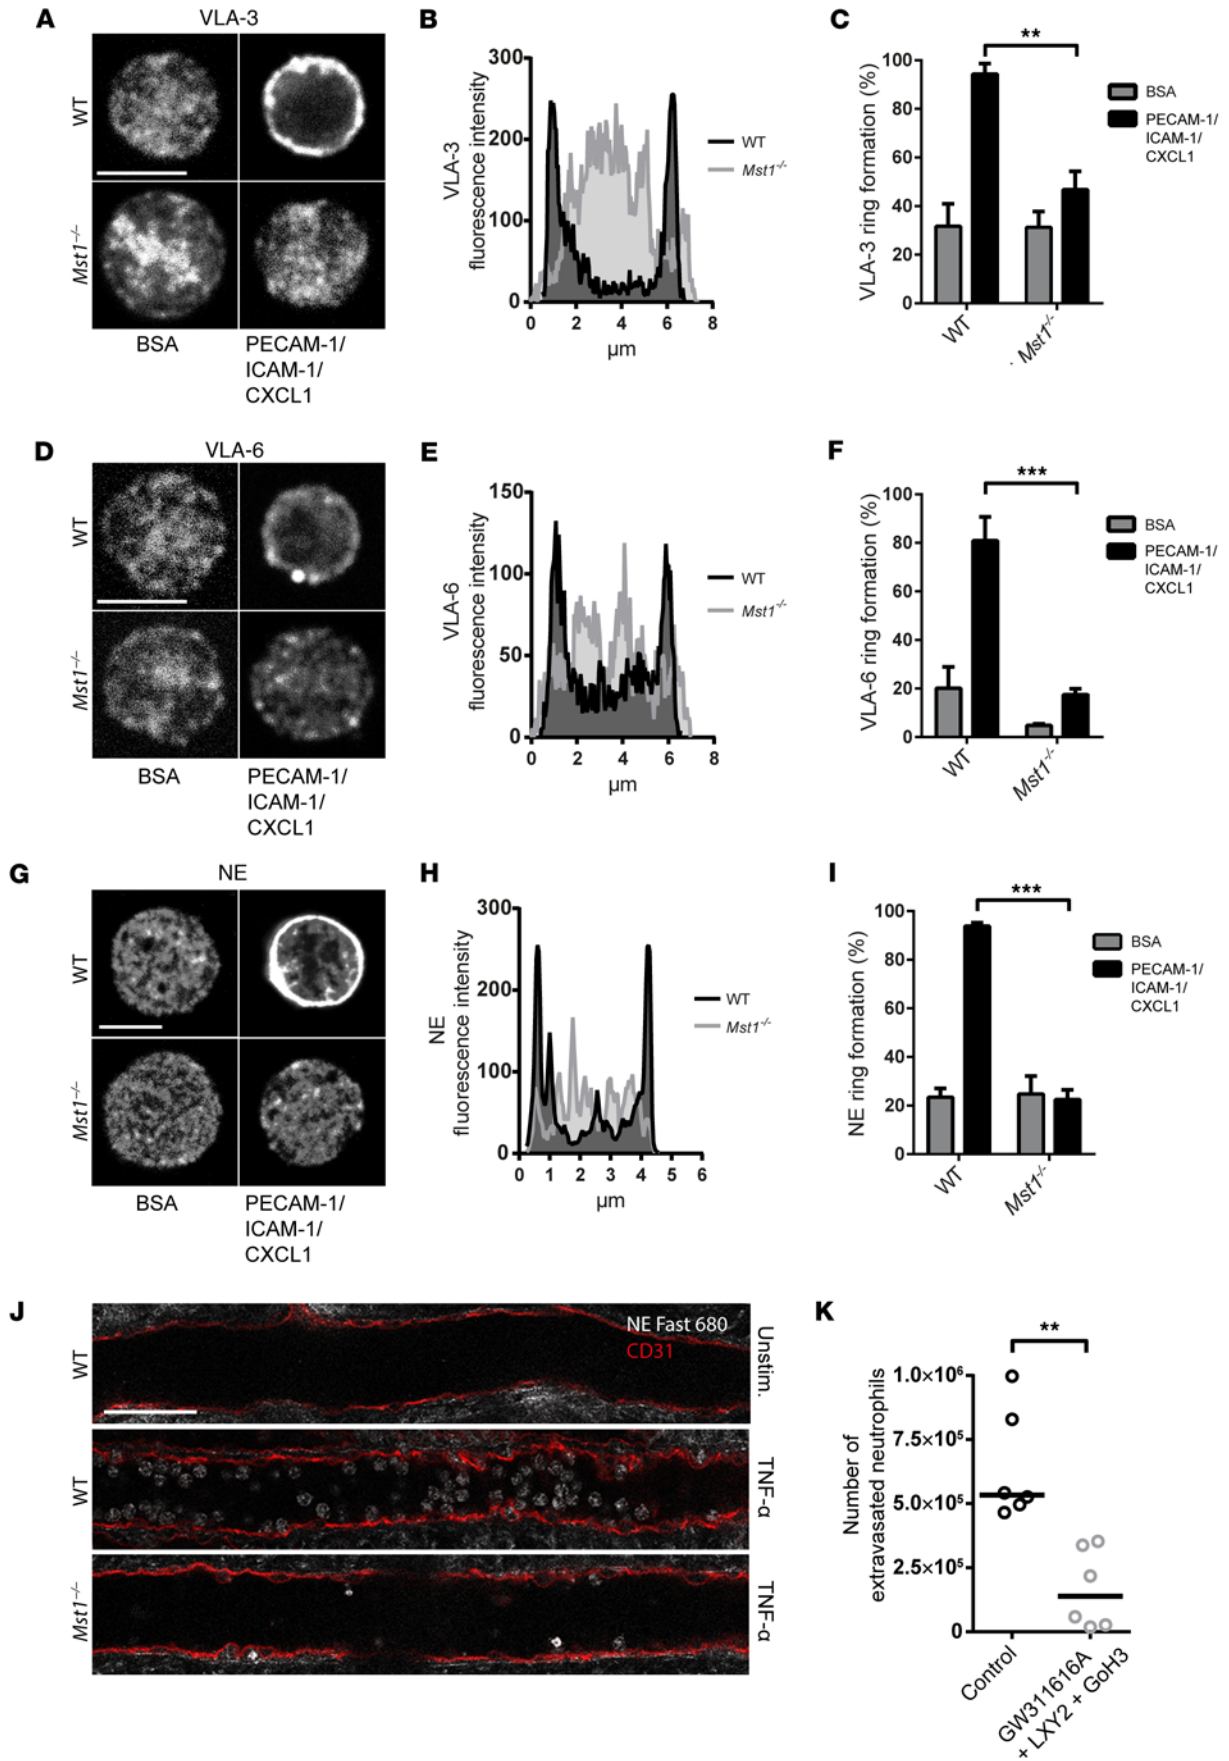 A
VLA-3
WT
Mst1-/-
BSA
PECAM-1/
ICAM-1/
CXCL1
B
VLA-3
fluorescence intensity
300
200
100
0
0 2 4 6 8
µm
WT
Mst1-/-
C
**
VLA-3 ring formation (%)
100
80
60
40
20
0
WT
Mst1-/-
BSA
PECAM-1/
ICAM-1/
CXCL1
D
VLA-6
WT
Mst1-/-
BSA
PECAM-1/
ICAM-1/
CXCL1
E
VLA-6
fluorescence intensity
150
100
50
0
0 2 4 6 8
µm
WT
Mst1-/-
F
***
VLA-6 ring formation (%)
100
80
60
40
20
0
WT
Mst1-/-
BSA
PECAM-1/
ICAM-1/
CXCL1
G
NE
WT
Mst1-/-
BSA
PECAM-1/
ICAM-1/
CXCL1
H
NE
fluorescence intensity
300
200
100
0
0 1 2 3 4 5 6
µm
WT
Mst1-/-
I
***
NE ring formation (%)
100
80
60
40
20
0
WT
Mst1-/-
BSA
PECAM-1/
ICAM-1/
CXCL1
J
WT
NE Fast 680
CD31
Unstim.
WT
TNF-α
Mst1-/-
TNF-α
K
**
Number of
extravasated neutrophils
1.0×10⁶
7.5×10⁵
5.0×10⁵
2.5×10⁵
0
Control
GW311616A
+ LXY2 + GoH3